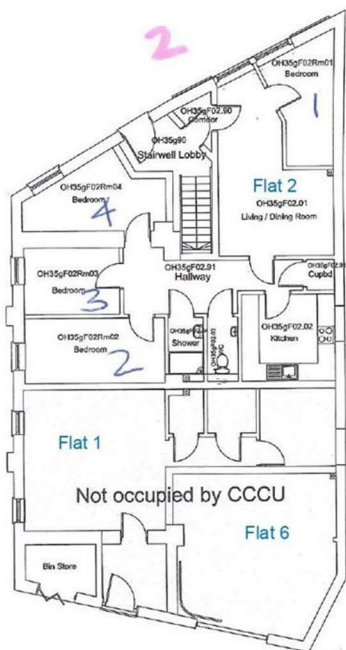 2
OH35gF02Rm01
Bedroom
1
OH35gF02.90
Corridor
OH35g90
Stairwell Lobby
OH35gF02Rm04
Bedroom
4
Flat 2
OH35gF02.01
Living / Dining Room
OH35gF02Rm03
Bedroom
3
OH35gF02.91
Hallway
Cupbd
OH35gF02Rm02
Bedroom
2
Shower
OH35gF02.02
Kitchen
Flat 1
Not occupied by CCCU
Flat 6
Bin Store